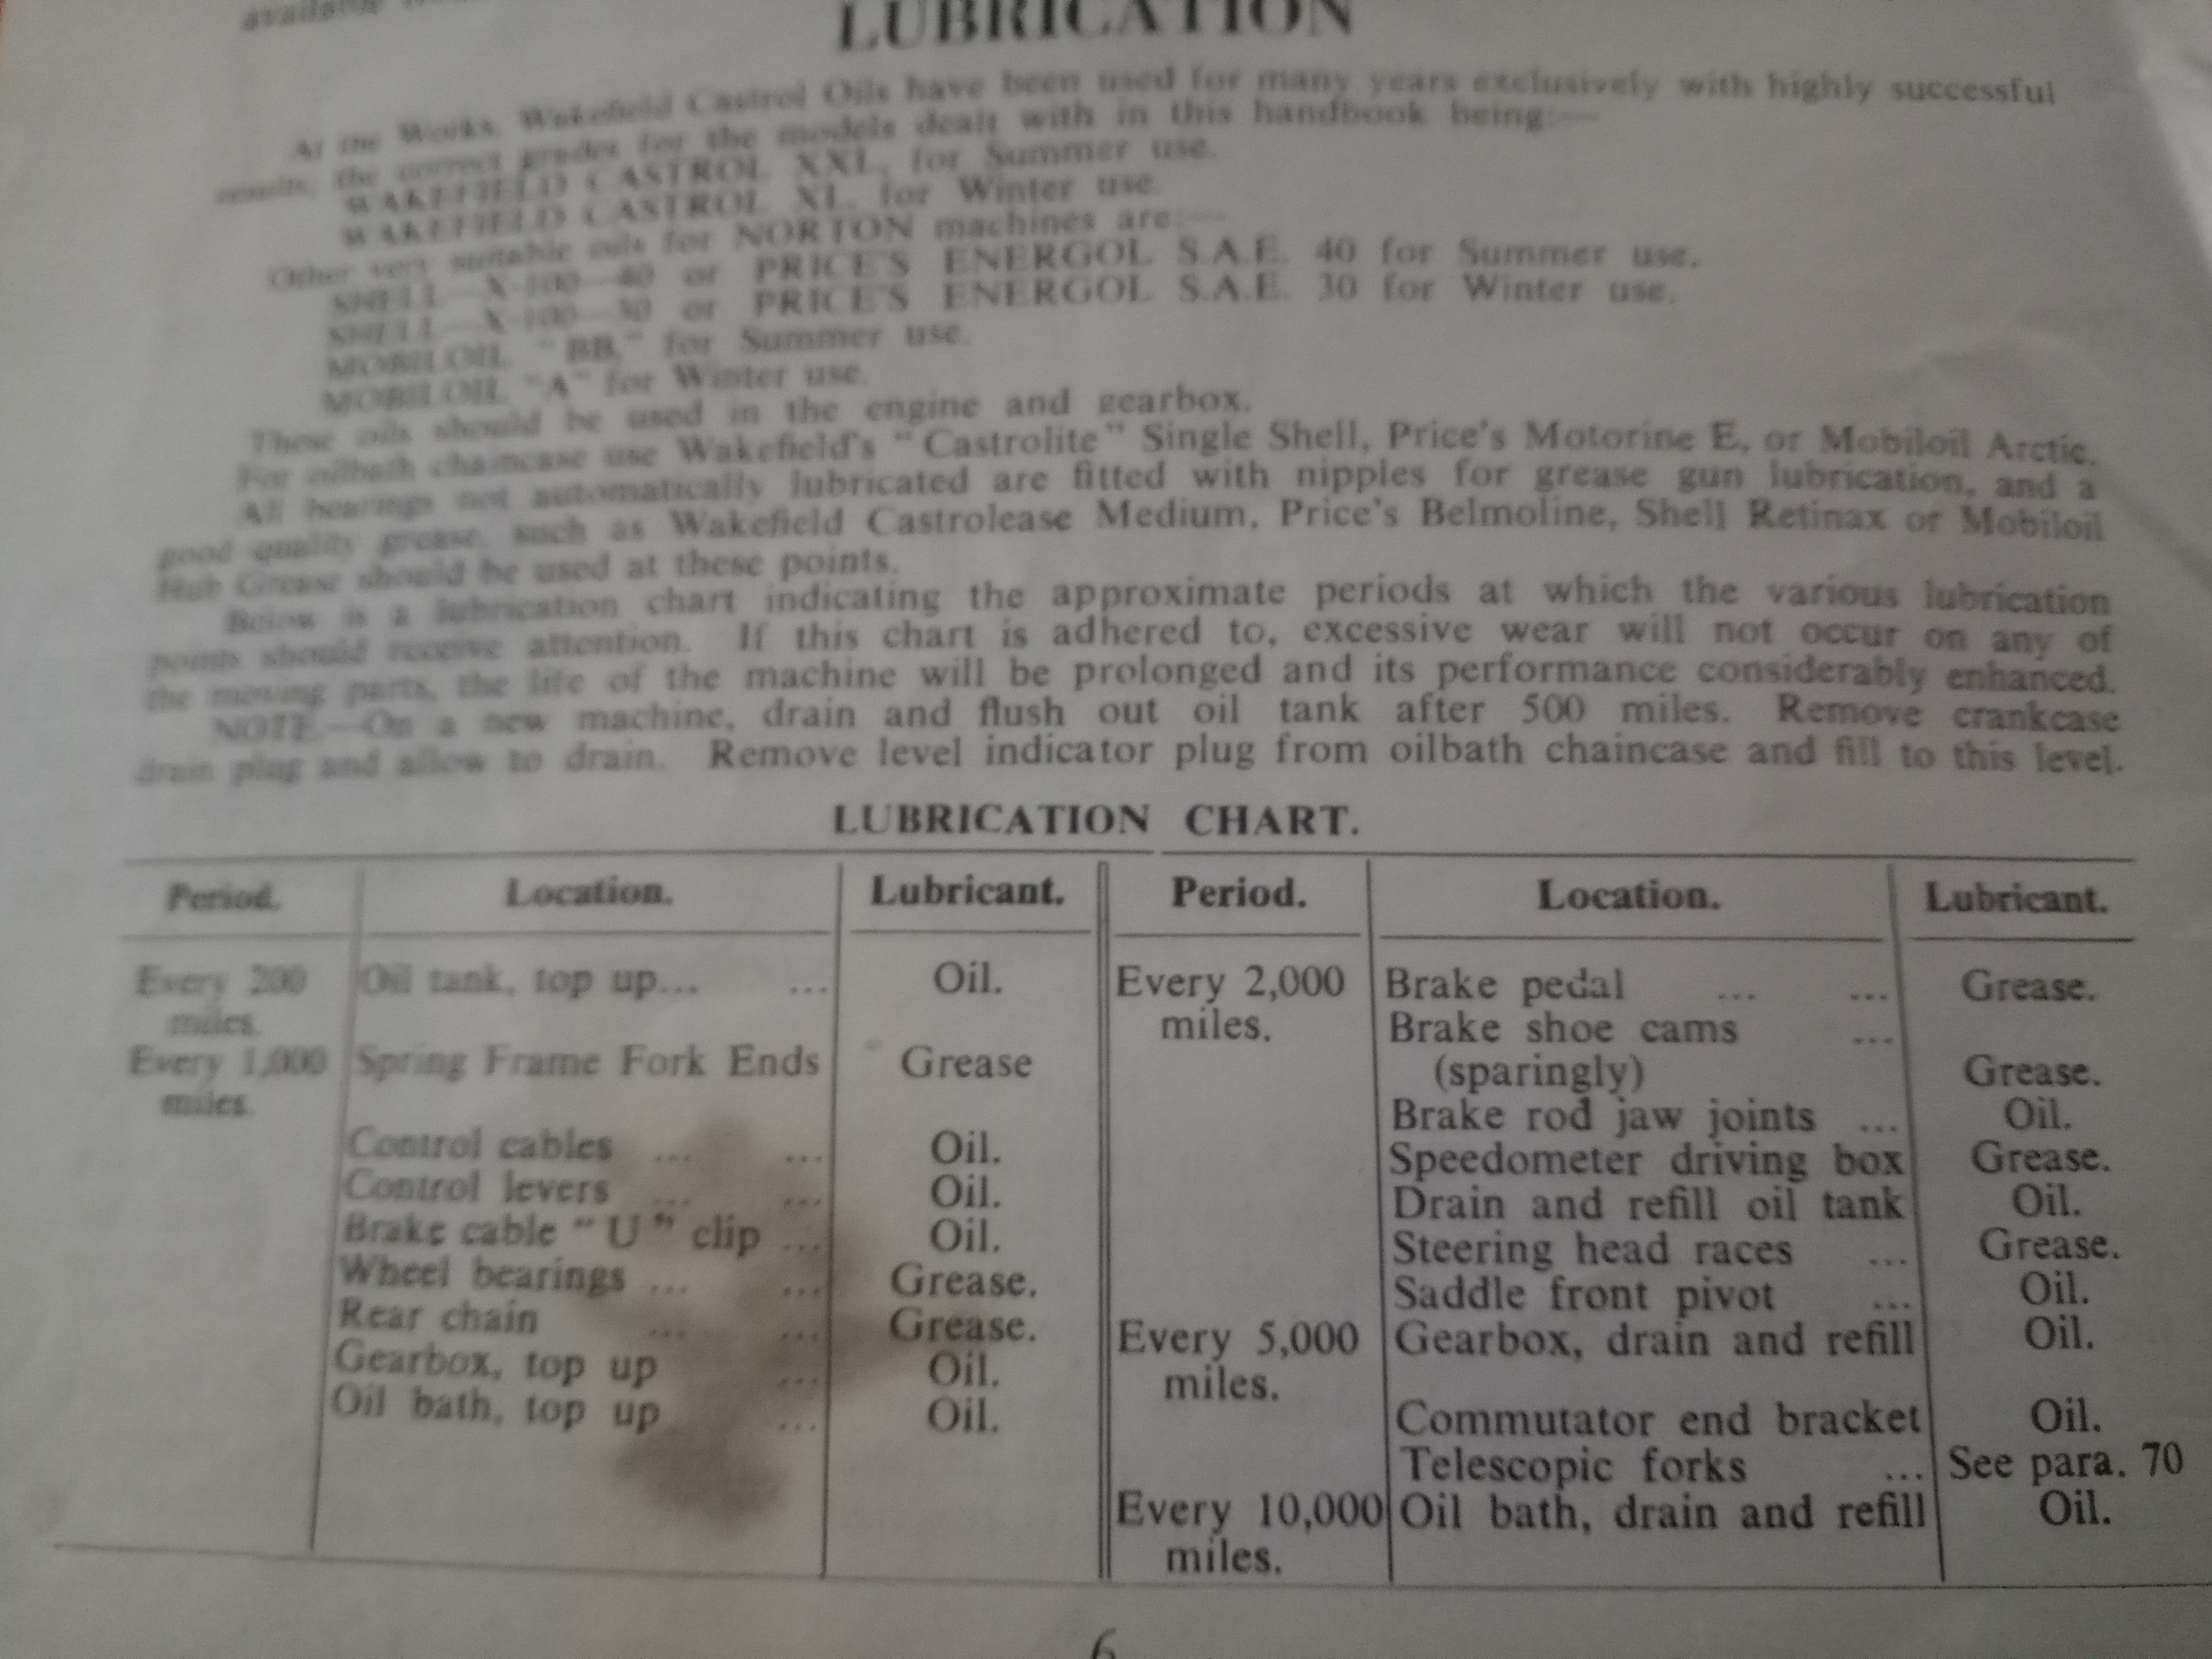 LUBRICATION
At the Works, Wakefield Castrol Oils have been used for many years exclusively with highly successful
results; the correct grades for the models dealt with in this handbook being:—
WAKEFIELD CASTROL XXL, for Summer use.
WAKEFIELD CASTROL XL, for Winter use.
Other very suitable oils for NORTON machines are:—
SHELL—X-100—40 or PRICE'S ENERGOL S.A.E. 40 for Summer use.
SHELL—X-100—30 or PRICE'S ENERGOL S.A.E. 30 for Winter use.
MOBILOIL "BB," for Summer use.
MOBILOIL "A" for Winter use.
These oils should be used in the engine and gearbox.
For oilbath chaincase use Wakefield's "Castrolite" Single Shell, Price's Motorine E, or Mobiloil Arctic.
All bearings not automatically lubricated are fitted with nipples for grease gun lubrication, and a
good quality grease, such as Wakefield Castrolease Medium, Price's Belmoline, Shell Retinax or Mobiloil
Hub Grease should be used at these points.
Below is a lubrication chart indicating the approximate periods at which the various lubrication
points should receive attention. If this chart is adhered to, excessive wear will not occur on any of
the moving parts, the life of the machine will be prolonged and its performance considerably enhanced.
NOTE.—On a new machine, drain and flush out oil tank after 500 miles. Remove crankcase
drain plug and allow to drain. Remove level indicator plug from oilbath chaincase and fill to this level.
LUBRICATION CHART.
Period. Location. Lubricant. Period. Location. Lubricant.
Every 200 miles. Oil tank, top up... ... Oil.
Every 1,000 miles. Spring Frame Fork Ends Grease
Control cables ... ... Oil.
Control levers ... ... Oil.
Brake cable "U" clip ... Oil.
Wheel bearings ... ... Grease.
Rear chain ... ... Grease.
Gearbox, top up ... Oil.
Oil bath, top up ... Oil.
Every 2,000 miles. Brake pedal ... ... Grease.
Brake shoe cams ...
(sparingly) Grease.
Brake rod jaw joints ... Oil.
Speedometer driving box Grease.
Drain and refill oil tank Oil.
Steering head races ... Grease.
Saddle front pivot ... Oil.
Every 5,000 miles. Gearbox, drain and refill Oil.
Commutator end bracket Oil.
Telescopic forks ... See para. 70
Every 10,000 miles. Oil bath, drain and refill Oil.
6